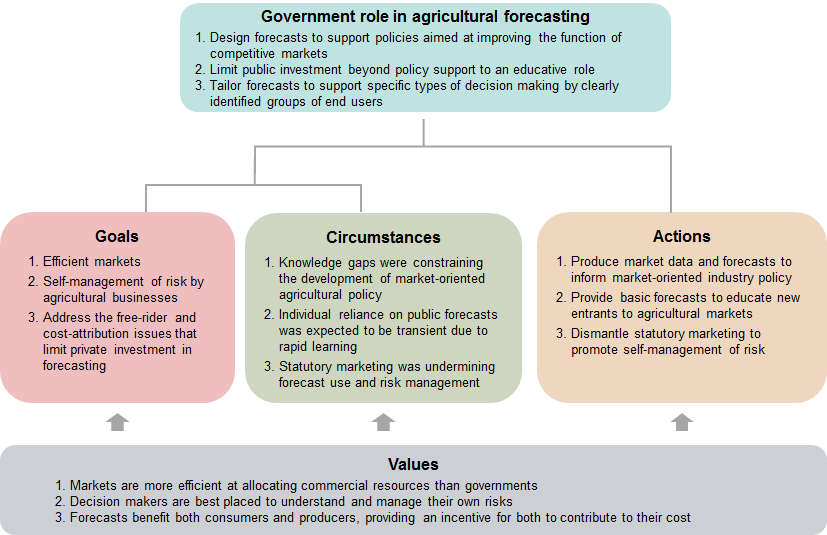 Government role in agricultural forecasting
1. Design forecasts to support policies aimed at improving the function of
competitive markets
2. Limit public investment beyond policy support to an educative role
3. Tailor forecasts to support specific types of decision making by clearly
identified groups of end users
Goals
1. Efficient markets
2. Self-management of risk by
agricultural businesses
3. Address the free-rider and
cost-attribution issues that
limit private investment in
forecasting
Circumstances
1. Knowledge gaps were constraining
the development of market-oriented
agricultural policy
2. Individual reliance on public forecasts
was expected to be transient due to
rapid learning
3. Statutory marketing was undermining
forecast use and risk management
Actions
1. Produce market data and forecasts to
inform market-oriented industry policy
2. Provide basic forecasts to educate new
entrants to agricultural markets
3. Dismantle statutory marketing to
promote self-management of risk
Values
1. Markets are more efficient at allocating commercial resources than governments
2. Decision makers are best placed to understand and manage their own risks
3. Forecasts benefit both consumers and producers, providing an incentive for both to contribute to their cost